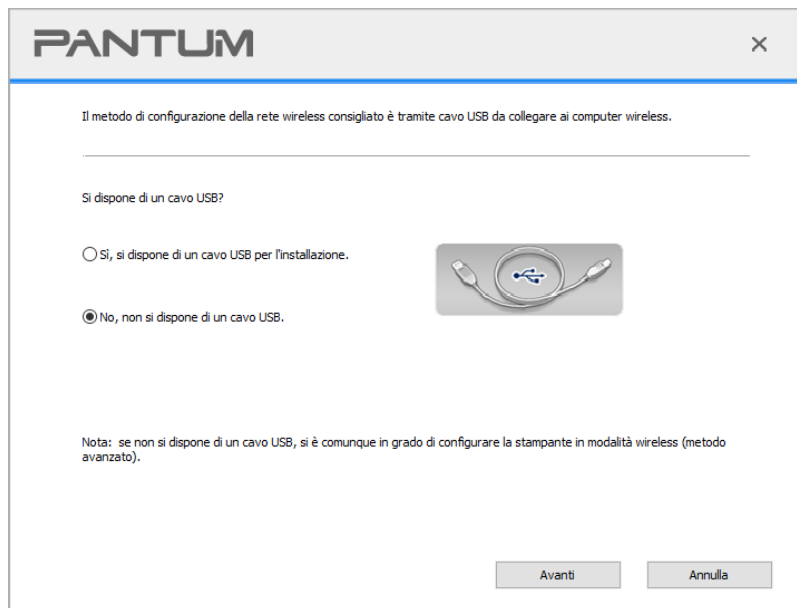 PANTUM
Il metodo di configurazione della rete wireless consigliato è tramite cavo USB da collegare ai computer wireless.
Si dispone di un cavo USB?
Sì, si dispone di un cavo USB per l'installazione.
No, non si dispone di un cavo USB.
Nota: se non si dispone di un cavo USB, si è comunque in grado di configurare la stampante in modalità wireless (metodo
avanzato).
Avanti
Annulla